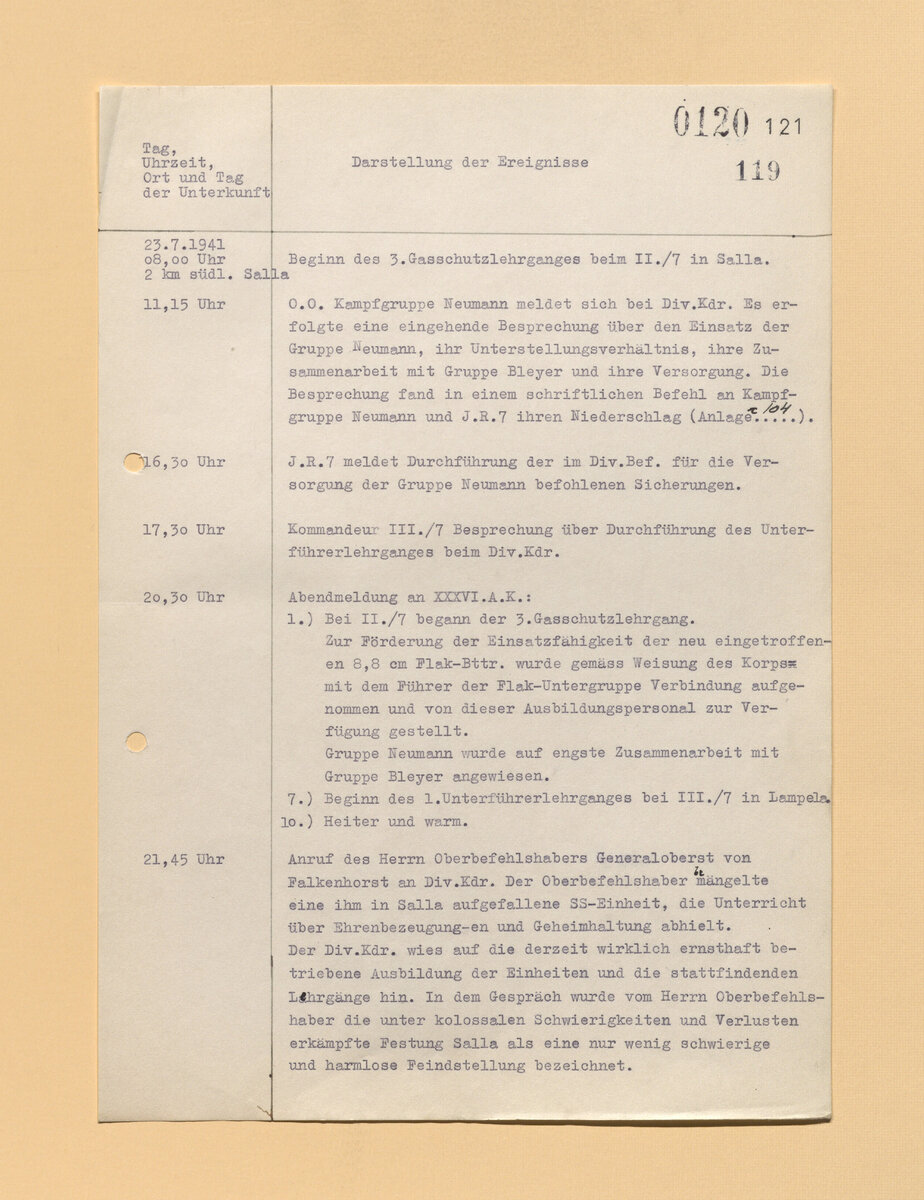 0120 121
119
Tag,
Uhrzeit,
Ort und Tag
der Unterkunft
Darstellung der Ereignisse
23.7.1941
o8,oo Uhr
2 km südl. Salla
Beginn des 3.Gasschutzlehrganges beim II./7 in Salla.
11,15 Uhr
O.O. Kampfgruppe Neumann meldet sich bei Div.Kdr. Es er-
folgte eine eingehende Besprechung über den Einsatz der
Gruppe Neumann, ihr Unterstellungsverhältnis, ihre Zu-
sammenarbeit mit Gruppe Bleyer und ihre Versorgung. Die
Besprechung fand in einem schriftlichen Befehl an Kampf-
gruppe Neumann und J.R.7 ihren Niederschlag (Anlage 104.....).
16,3o Uhr
J.R.7 meldet Durchführung der im Div.Bef. für die Ver-
sorgung der Gruppe Neumann befohlenen Sicherungen.
17,3o Uhr
Kommandeur III./7 Besprechung über Durchführung des Unter-
führerlehrganges beim Div.Kdr.
2o,3o Uhr
Abendmeldung an XXXVI.A.K.:
1.) Bei II./7 begann der 3.Gasschutzlehrgang.
Zur Förderung der Einsatzfähigkeit der neu eingetroffen-
en 8,8 cm Flak-Bttr. wurde gemäss Weisung des Korps
mit dem Führer der Flak-Untergruppe Verbindung aufge-
nommen und von dieser Ausbildungspersonal zur Ver-
fügung gestellt.
Gruppe Neumann wurde auf engste Zusammenarbeit mit
Gruppe Bleyer angewiesen.
7.) Beginn des 1.Unterführerlehrganges bei III./7 in Lampela.
lo.) Heiter und warm.
21,45 Uhr
Anruf des Herrn Oberbefehlshabers Generaloberst von
Falkenhorst an Div.Kdr. Der Oberbefehlshaber bemängelte
eine ihm in Salla aufgefallene SS-Einheit, die Unterricht
über Ehrenbezeugung-en und Geheimhaltung abhielt.
Der Div.Kdr. wies auf die derzeit wirklich ernsthaft be-
triebene Ausbildung der Einheiten und die stattfindenden
Lehrgänge hin. In dem Gespräch wurde vom Herrn Oberbefehls-
haber die unter kolossalen Schwierigkeiten und Verlusten
erkämpfte Festung Salla als eine nur wenig schwierige
und harmlose Feindstellung bezeichnet.